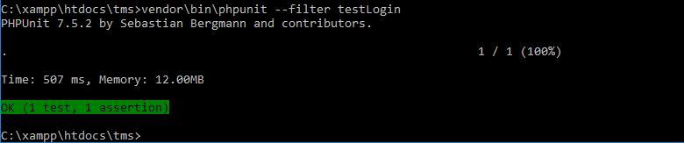 C:\xampp\htdocs\tms>vendor\bin\phpunit --filter testLogin
PHPUnit 7.5.2 by Sebastian Bergmann and contributors.
. 1 / 1 (100%)
Time: 507 ms, Memory: 12.00MB
OK (1 test, 1 assertion)
C:\xampp\htdocs\tms>